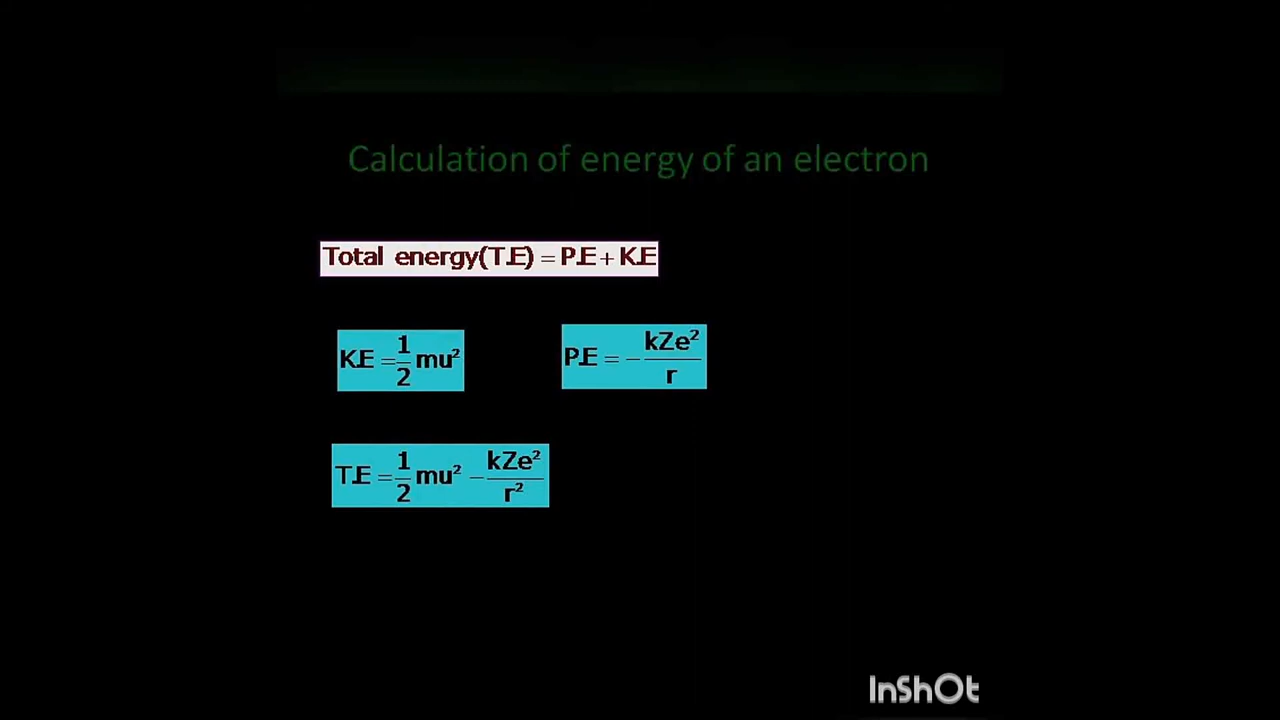 Calculation of energy of an electron
Total energy(T.E) = P.E + K.E
K.E = 1/2 mu² P.E = - kZe²/r
T.E = 1/2 mu² - kZe²/r²
InShOt